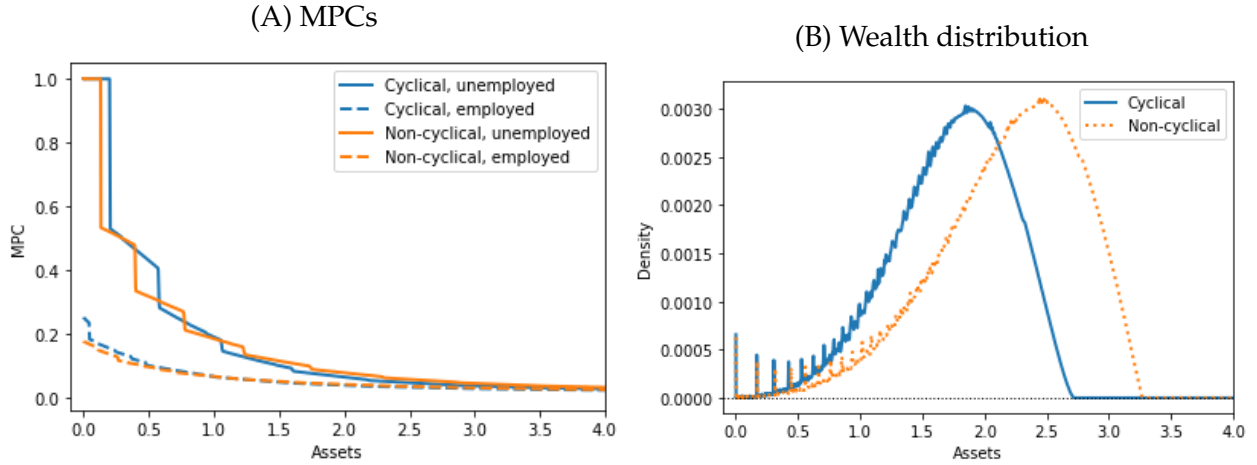 (A) MPCs
1.0
0.8
0.6
0.4
0.2
0.0
MPC
0.0 0.5 1.0 1.5 2.0 2.5 3.0 3.5 4.0
Assets
Cyclical, unemployed
Cyclical, employed
Non-cyclical, unemployed
Non-cyclical, employed
(B) Wealth distribution
0.0030
0.0025
0.0020
0.0015
0.0010
0.0005
0.0000
Density
0.0 0.5 1.0 1.5 2.0 2.5 3.0 3.5 4.0
Assets
Cyclical
Non-cyclical